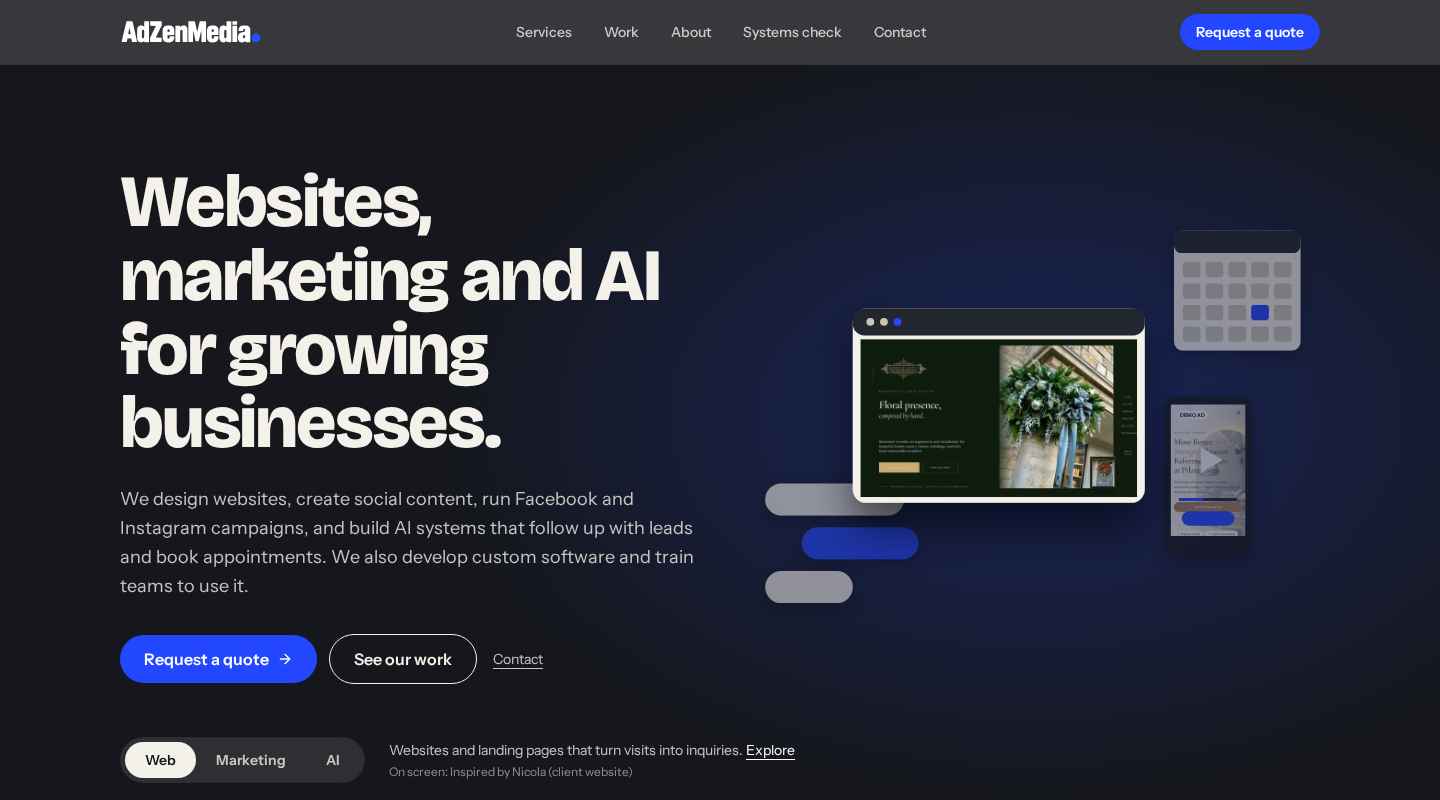 AdZenMedia.
Services
Work
About
Systems check
Contact
Request a quote
Websites,
marketing and AI
for growing
businesses.
Floral presence,
composed by hand.
DEMO AD
We design websites, create social content, run Facebook and
Instagram campaigns, and build AI systems that follow up with leads
and book appointments. We also develop custom software and train
teams to use it.
Request a quote →
See our work
Contact
Web
Marketing
AI
Websites and landing pages that turn visits into inquiries. Explore
On screen: Inspired by Nicola (client website)